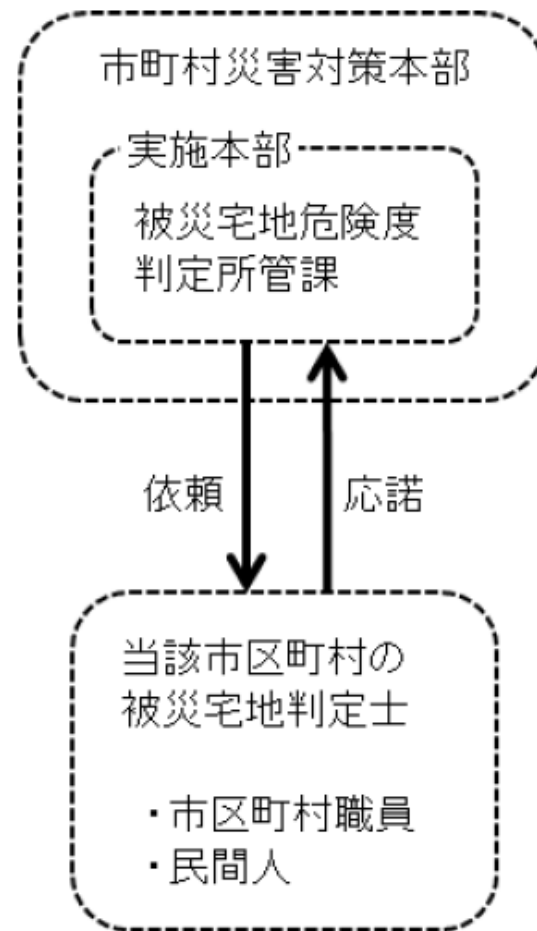 市町村災害対策本部
実施本部
被災宅地危険度
判定所管課
依頼
応諾
当該市区町村の
被災宅地判定士
・市区町村職員
・民間人